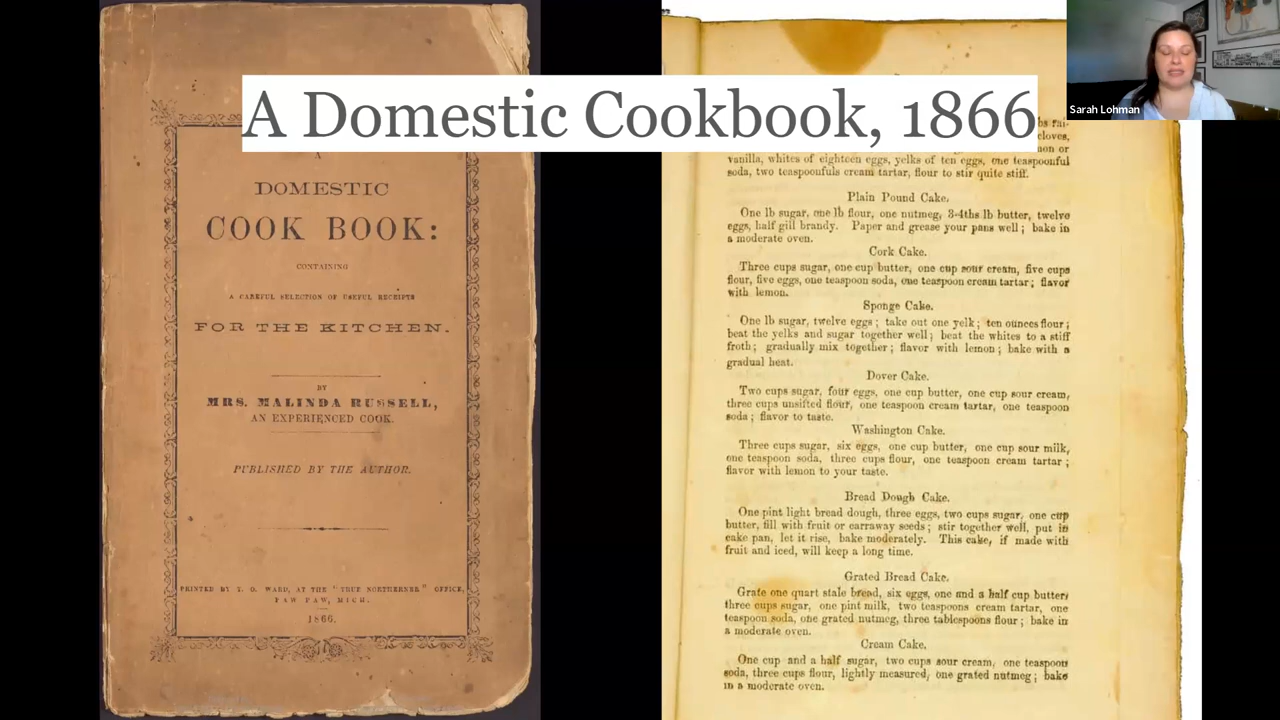 A Domestic Cookbook, 1866
Sarah Lohman
A
DOMESTIC
COOK BOOK:
CONTAINING
A CAREFUL SELECTION OF USEFUL RECEIPTS
FOR THE KITCHEN.
BY
MRS. MALINDA RUSSELL,
AN EXPERIENCED COOK.
PUBLISHED BY THE AUTHOR.
PRINTED BY T. O. WARD, AT THE "TRUE NORTHERNER" OFFICE,
PAW PAW, MICH.
1866.
cloves,
vanilla, whites of eighteen eggs, yelks of ten eggs, one teaspoonful
soda, two teaspoonfuls cream tartar, flour to stir quite stiff.
Plain Pound Cake.
One lb sugar, one lb flour, one nutmeg, 3-4ths lb butter, twelve
eggs, half gill brandy. Paper and grease your pans well; bake in
a moderate oven.
Cork Cake.
Three cups sugar, one cup butter, one cup sour cream, five cups
flour, five eggs, one teaspoon soda, one teaspoon cream tartar; flavor
with lemon.
Sponge Cake.
One lb sugar, twelve eggs; take out one yelk; ten ounces flour;
beat the yelks and sugar together well; beat the whites to a stiff
froth; gradually mix together; flavor with lemon; bake with a
gradual heat.
Dover Cake.
Two cups sugar, four eggs, one cup butter, one cup sour cream,
three cups unsifted flour, one teaspoon cream tartar, one teaspoon
soda; flavor to taste.
Washington Cake.
Three cups sugar, six eggs, one cup butter, one cup sour milk,
one teaspoon soda, three cups flour, one teaspoon cream tartar;
flavor with lemon to your taste.
Bread Dough Cake.
One pint light bread dough, three eggs, two cups sugar, one cup
butter, fill with fruit or carraway seeds; stir together well, put in
cake pan, let it rise, bake moderately. This cake, if made with
fruit and iced, will keep a long time.
Grated Bread Cake.
Grate one quart stale bread, six eggs, one and a half cup butter,
three cups sugar, one pint milk, two teaspoons cream tartar, one
teaspoon soda, one grated nutmeg, three tablespoons flour; bake in
a moderate oven.
Cream Cake.
One cup and a half sugar, two cups sour cream, one teaspoon
soda, three cups flour, lightly measured, one grated nutmeg; bake
in a moderate oven.